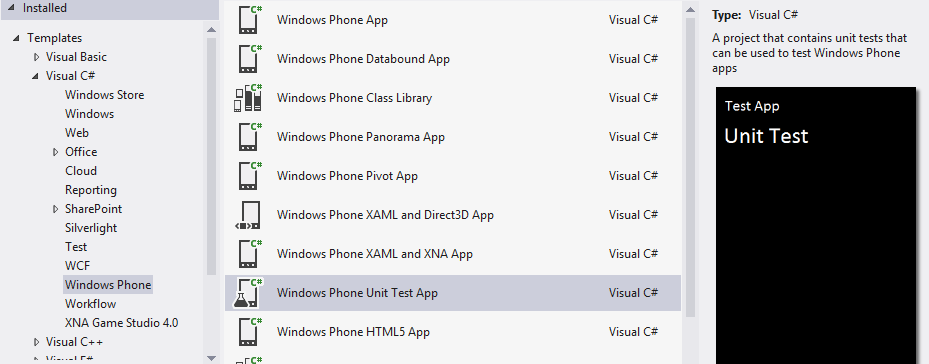 Installed
Templates
Visual Basic
Visual C#
Windows Store
Windows
Web
Office
Cloud
Reporting
SharePoint
Silverlight
Test
WCF
Windows Phone
Workflow
XNA Game Studio 4.0
Visual C++
Visual F#
C# Windows Phone App Visual C#
C# Windows Phone Databound App Visual C#
C# Windows Phone Class Library Visual C#
C# Windows Phone Panorama App Visual C#
C# Windows Phone Pivot App Visual C#
C# Windows Phone XAML and Direct3D App Visual C#
C# Windows Phone XAML and XNA App Visual C#
C# Windows Phone Unit Test App Visual C#
C# Windows Phone HTML5 App Visual C#
C#
Type: Visual C#
A project that contains unit tests that
can be used to test Windows Phone
apps
Test App
Unit Test